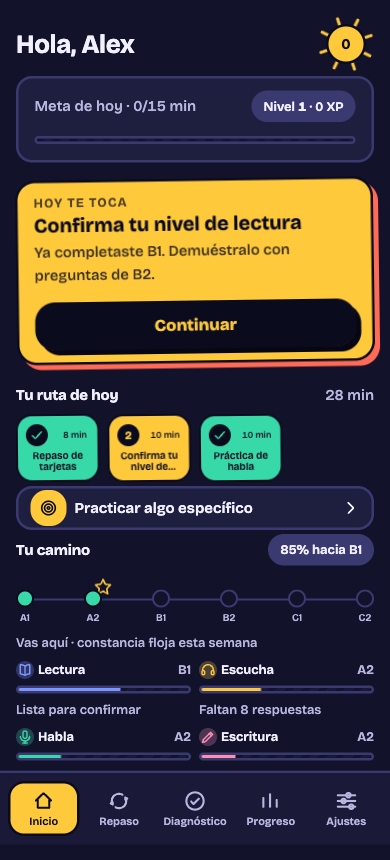 Hola, Alex
0
Meta de hoy · 0/15 min
Nivel 1 · 0 XP
HOY TE TOCA
Confirma tu nivel de lectura
Ya completaste B1. Demuéstralo con
preguntas de B2.
Continuar
Tu ruta de hoy
28 min
8 min
Repaso de
tarjetas
2
10 min
Confirma tu
nivel de...
10 min
Práctica de
habla
Practicar algo específico
Tu camino
85% hacia B1
A1
A2
B1
B2
C1
C2
Vas aquí · constancia floja esta semana
Lectura
B1
Escucha
A2
Lista para confirmar
Faltan 8 respuestas
Habla
A2
Escritura
A2
Inicio
Repaso
Diagnóstico
Progreso
Ajustes